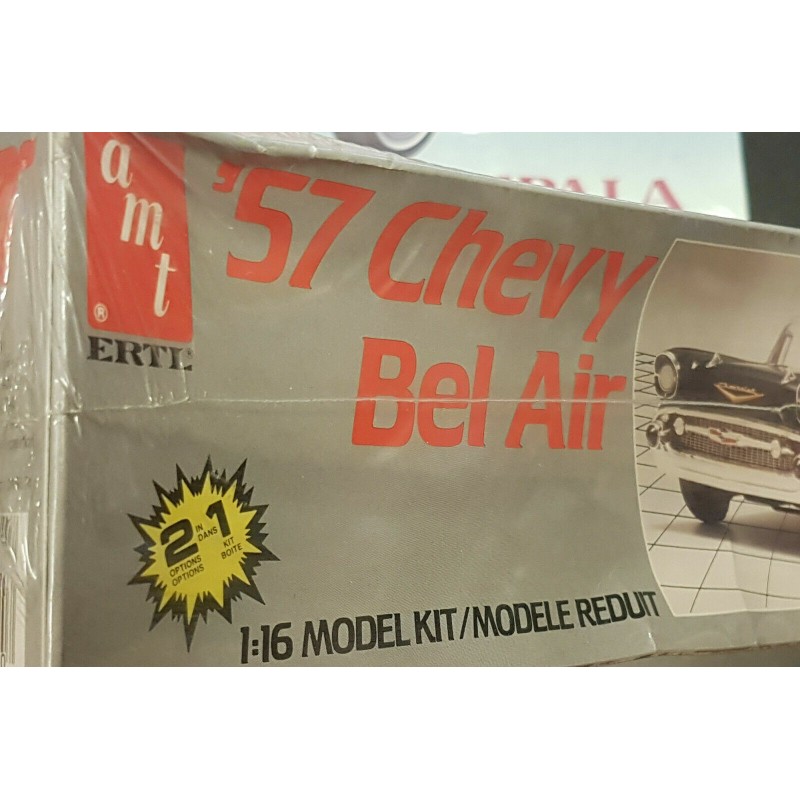 amt
®
ERTL
'57 Chevy
Bel Air
2 IN DANS 1
OPTIONS KIT
OPTIONS BOITE
1:16 MODEL KIT/MODELE REDUIT